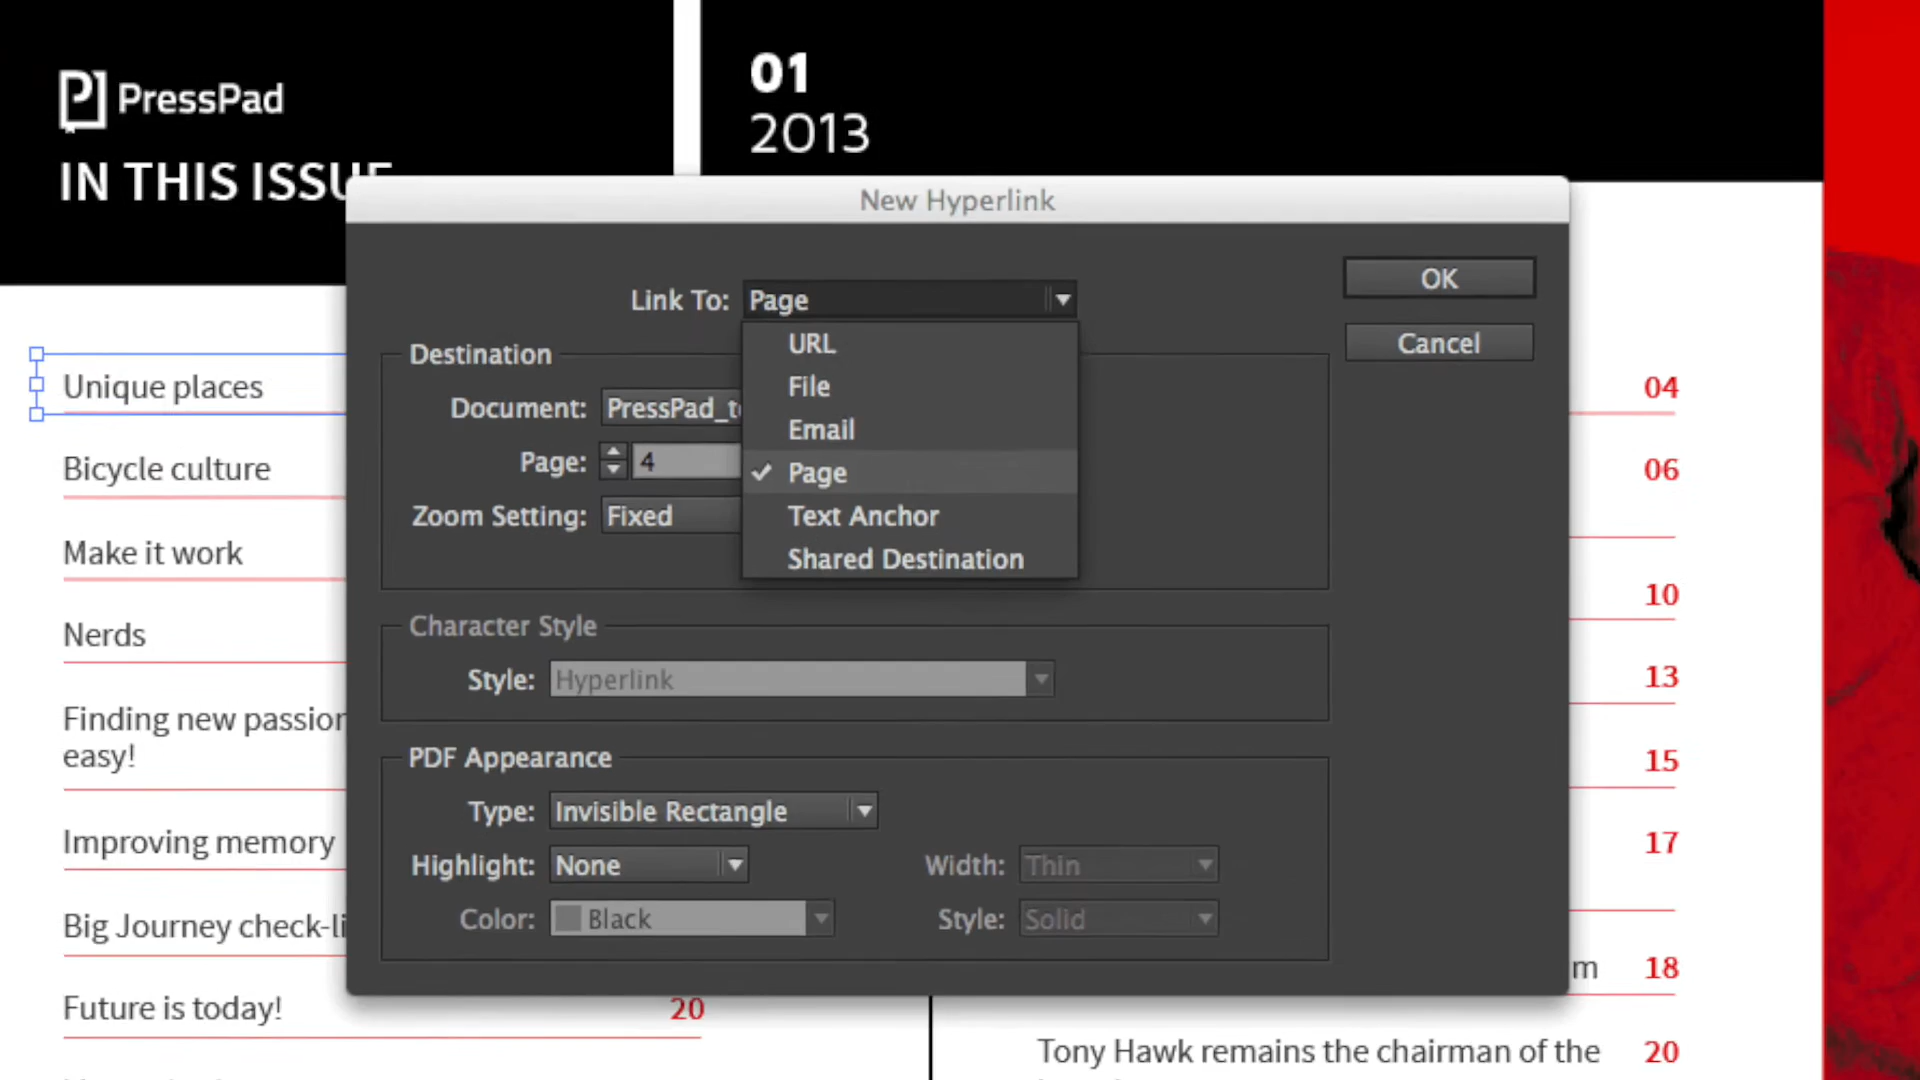 PressPad
IN THIS ISSUE
01
2013
New Hyperlink
Link To: Page
URL
File
Email
Page
Text Anchor
Shared Destination
OK
Cancel
Destination
Document: PressPad_t
Page: 4
Zoom Setting: Fixed
Character Style
Style: Hyperlink
PDF Appearance
Type: Invisible Rectangle
Highlight: None
Width: Thin
Color: Black
Style: Solid
Unique places
Bicycle culture
Make it work
Nerds
Finding new passion
easy!
Improving memory
Big Journey check-li
Future is today! 20
04
06
10
13
15
17
m 18
Tony Hawk remains the chairman of the 20